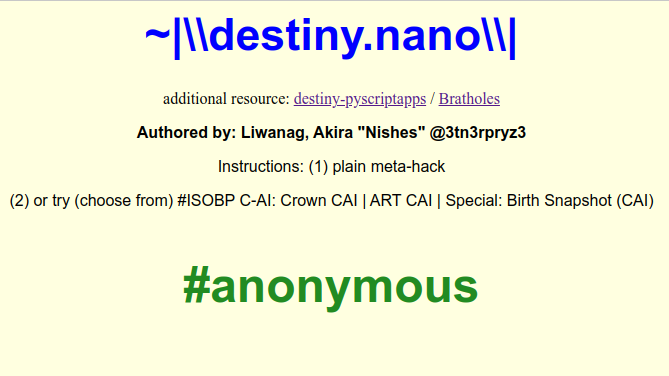 ~|\\destiny.nano\\|
additional resource: destiny-pyscriptapps / Bratholes
Authored by: Liwanag, Akira "Nishes" @3tn3rpryz3
Instructions: (1) plain meta-hack
(2) or try (choose from) #ISOBP C-AI: Crown CAI | ART CAI | Special: Birth Snapshot (CAI)
#anonymous